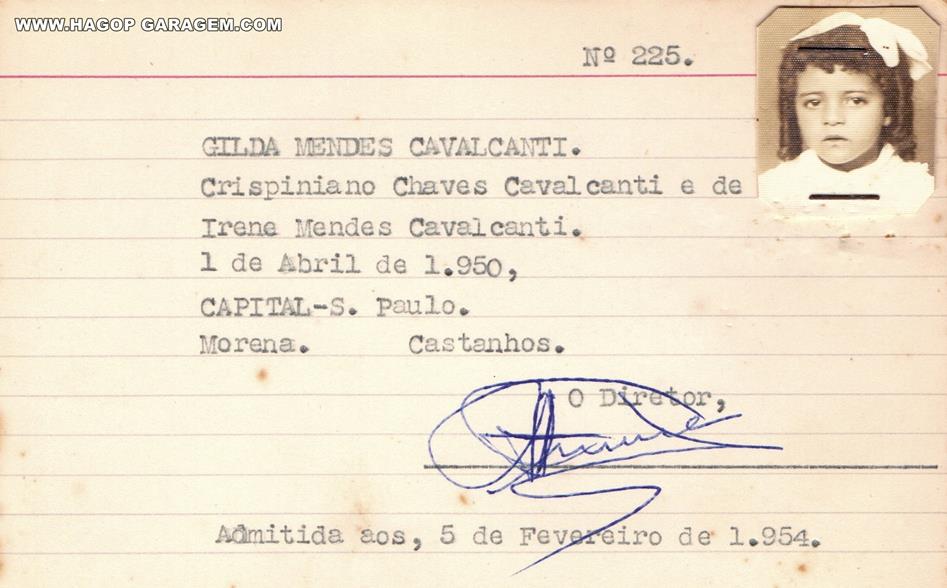 WWW.HAGOP GARAGEM.COM
Nº 225.
GILDA MENDES CAVALCANTI.
Crispiniano Chaves Cavalcanti e de
Irene Mendes Cavalcanti.
1 de Abril de 1.950,
CAPITAL-S. Paulo.
Morena. Castanhos.
O Diretor,
Admitida aos, 5 de Fevereiro de 1.954.